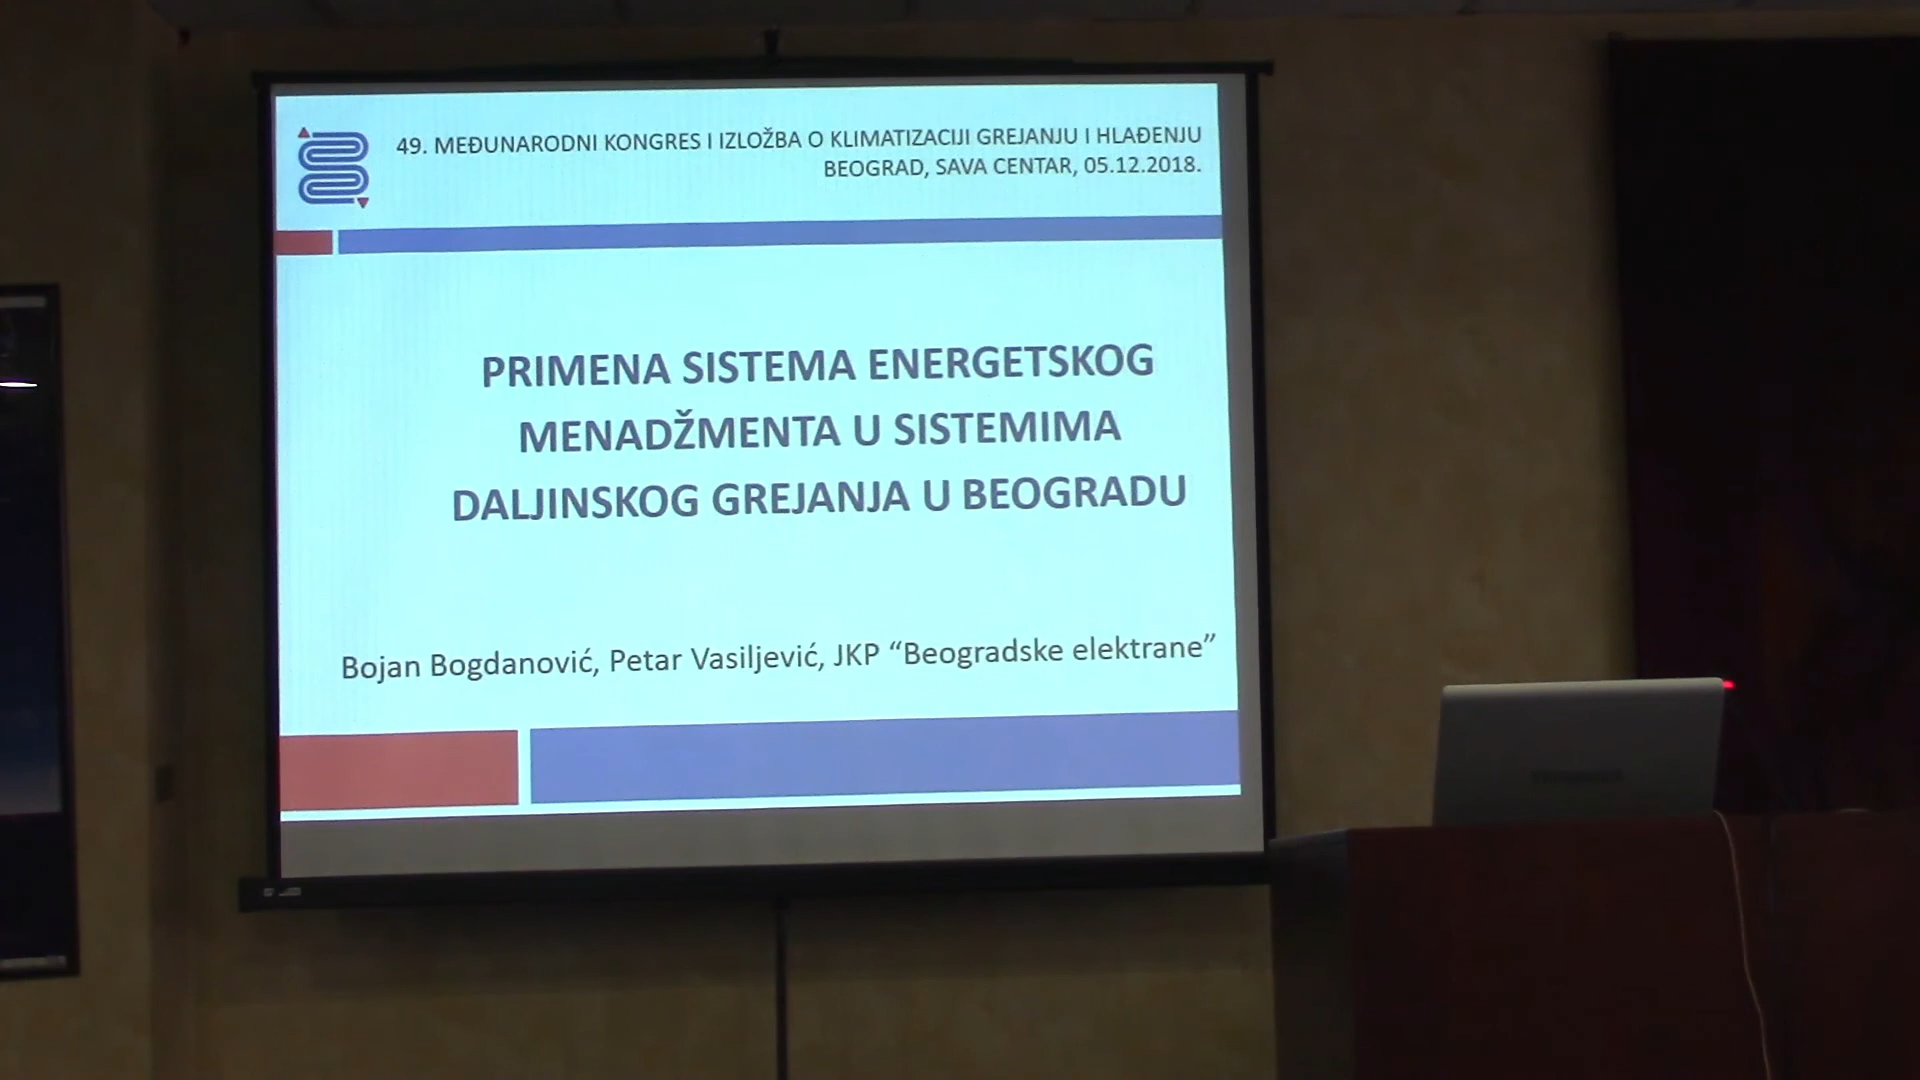 49. MEĐUNARODNI KONGRES I IZLOŽBA O KLIMATIZACIJI GREJANJU I HLAĐENJU
BEOGRAD, SAVA CENTAR, 05.12.2018.
PRIMENA SISTEMA ENERGETSKOG
MENADŽMENTA U SISTEMIMA
DALJINSKOG GREJANJA U BEOGRADU
Bojan Bogdanović, Petar Vasiljević, JKP “Beogradske elektrane”